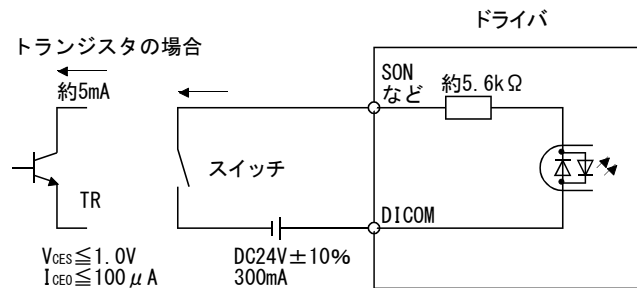 ドライバ
トランジスタの場合
約5mA
SON
など
約5.6kΩ
スイッチ
TR
DICOM
VCES≦1.0V
ICEO≦100μA
DC24V±10%
300mA